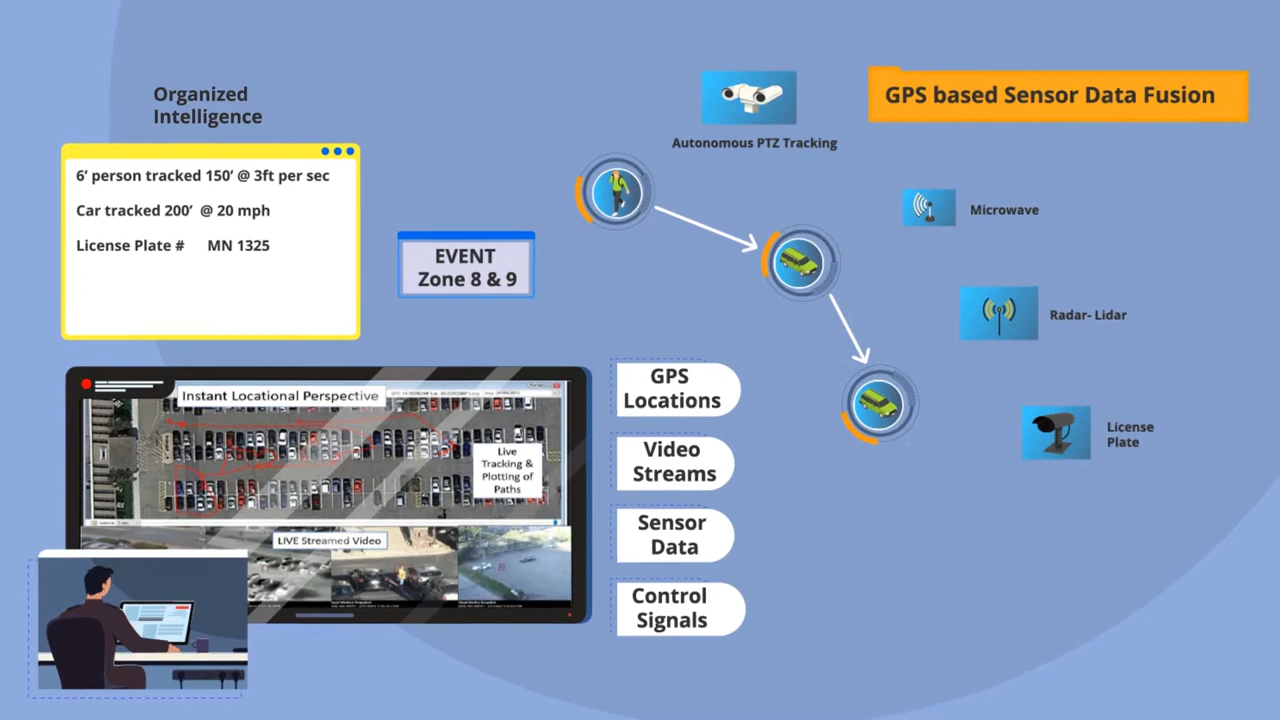 Organized
Intelligence
6’ person tracked 150’ @ 3ft per sec
Car tracked 200’ @ 20 mph
License Plate # MN 1325
EVENT
Zone 8 & 9
Autonomous PTZ Tracking
GPS based Sensor Data Fusion
Microwave
Radar- Lidar
License
Plate
Instant Locational Perspective
Live
Tracking &
Plotting of
Paths
LIVE Streamed Video
GPS
Locations
Video
Streams
Sensor
Data
Control
Signals